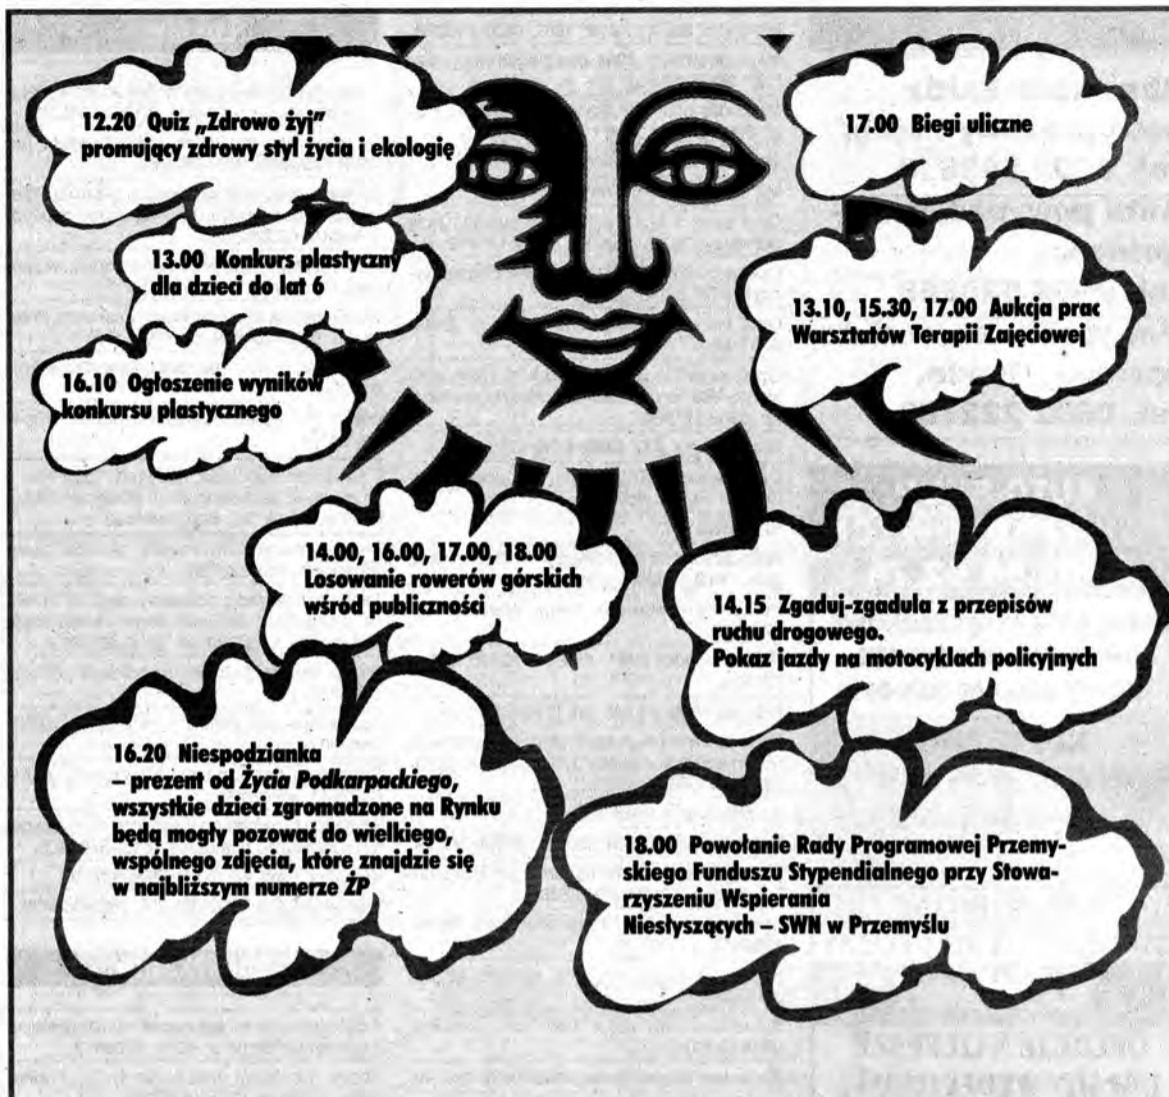 12.20 Quiz „Zdrowo żyj"
promujący zdrowy styl życia i ekologię
17.00 Biegi uliczne
13.00 Konkurs plastyczny
dla dzieci do lat 6
13.10, 15.30, 17.00 Aukcja prac
Warsztatów Terapii Zajęciowej
16.10 Ogłoszenie wyników
konkursu plastycznego
14.00, 16.00, 17.00, 18.00
Losowanie rowerów górskich
wśród publiczności
14.15 Zgaduj-zgadula z przepisów
ruchu drogowego.
Pokaz jazdy na motocyklach policyjnych
16.20 Niespodzianka
– prezent od Życia Podkarpackiego,
wszystkie dzieci zgromadzone na Rynku
będą mogły pozować do wielkiego,
wspólnego zdjęcia, które znajdzie się
w najbliższym numerze ŻP
18.00 Powołanie Rady Programowej Przemy-
skiego Funduszu Stypendialnego przy Stowa-
rzyszeniu Wspierania
Niesłyszących – SWN w Przemyślu